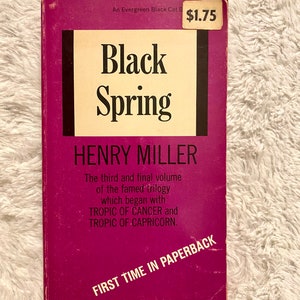 An Evergreen Black Cat
$1.75
Black
Spring
HENRY MILLER
The third and final volume
of the famed trilogy
which began with
TROPIC OF CANCER and
TROPIC OF CAPRICORN.
FIRST TIME IN PAPERBACK